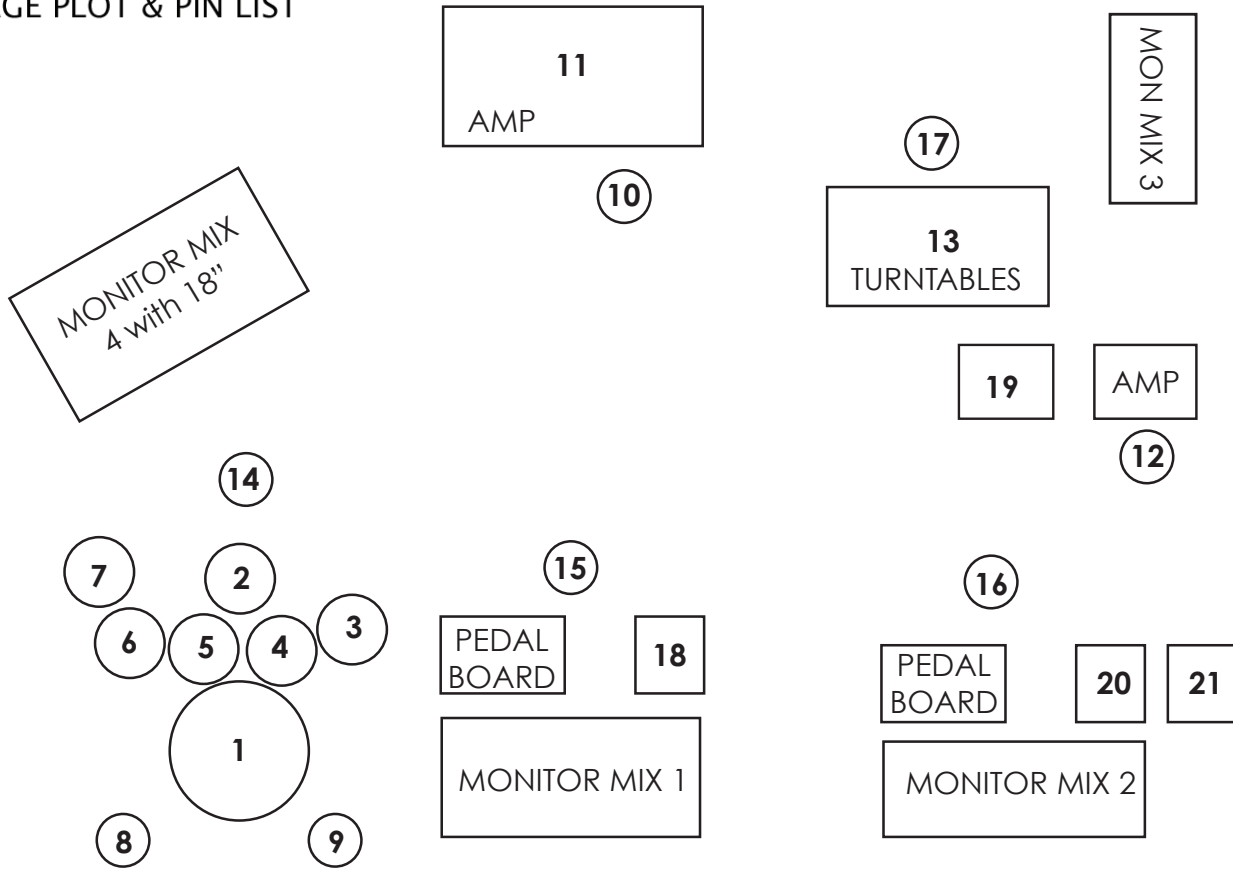 AGE PLOT & PIN LIST
11
AMP
10
17
MON MIX 3
13
TURNTABLES
MONITOR MIX
4 with 18”
19
AMP
12
14
7
2
15
16
6
5
4
3
PEDAL
BOARD
18
PEDAL
BOARD
20
21
1
MONITOR MIX 1
MONITOR MIX 2
8
9